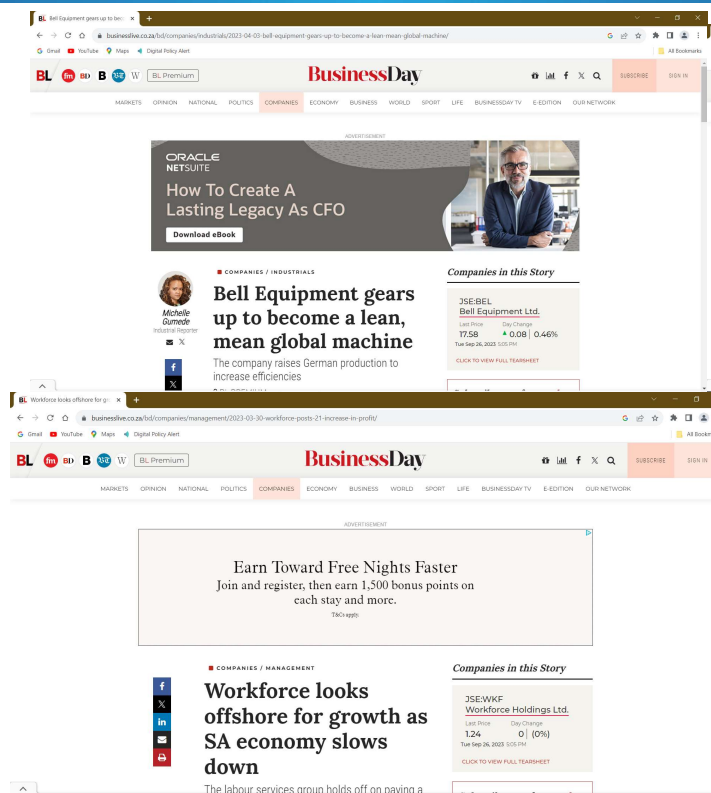 BL Bell Equipment gears up to bec
businesslive.co.za/bd/companies/industrials/2023-04-03-bell-equipment-gears-up-to-become-a-lean-mean-global-machine/
Gmail YouTube Maps Digital Policy Alert All Bookmarks
BL fm BD B W BL Premium BusinessDay SUBSCRIBE SIGN IN
MARKETS OPINION NATIONAL POLITICS COMPANIES ECONOMY BUSINESS WORLD SPORT LIFE BUSINESSDAY TV E-EDITION OUR NETWORK
ADVERTISEMENT
ORACLE
NETSUITE
How To Create A
Lasting Legacy As CFO
Download eBook
Michelle
Gumede
Industrial Reporter
COMPANIES / INDUSTRIALS
Bell Equipment gears
up to become a lean,
mean global machine
The company raises German production to
increase efficiencies
Companies in this Story
JSE:BEL
Bell Equipment Ltd.
Last Price Day Change
17.58 0.08 0.46%
Tue Sep 26, 2023 5:05 PM
CLICK TO VIEW FULL TEARSHEET
BL Workforce looks offshore for gr
businesslive.co.za/bd/companies/management/2023-03-30-workforce-posts-21-increase-in-profit/
Gmail YouTube Maps Digital Policy Alert All Bookm
BL fm BD B W BL Premium BusinessDay SUBSCRIBE SIGN IN
MARKETS OPINION NATIONAL POLITICS COMPANIES ECONOMY BUSINESS WORLD SPORT LIFE BUSINESSDAY TV E-EDITION OUR NETWORK
ADVERTISEMENT
Earn Toward Free Nights Faster
Join and register, then earn 1,500 bonus points on
each stay and more.
T&Cs apply.
COMPANIES / MANAGEMENT
Workforce looks
offshore for growth as
SA economy slows
down
The labour services group holds off on paying a
Companies in this Story
JSE:WKF
Workforce Holdings Ltd.
Last Price Day Change
1.24 0 (0%)
Tue Sep 26, 2023 5:05 PM
CLICK TO VIEW FULL TEARSHEET